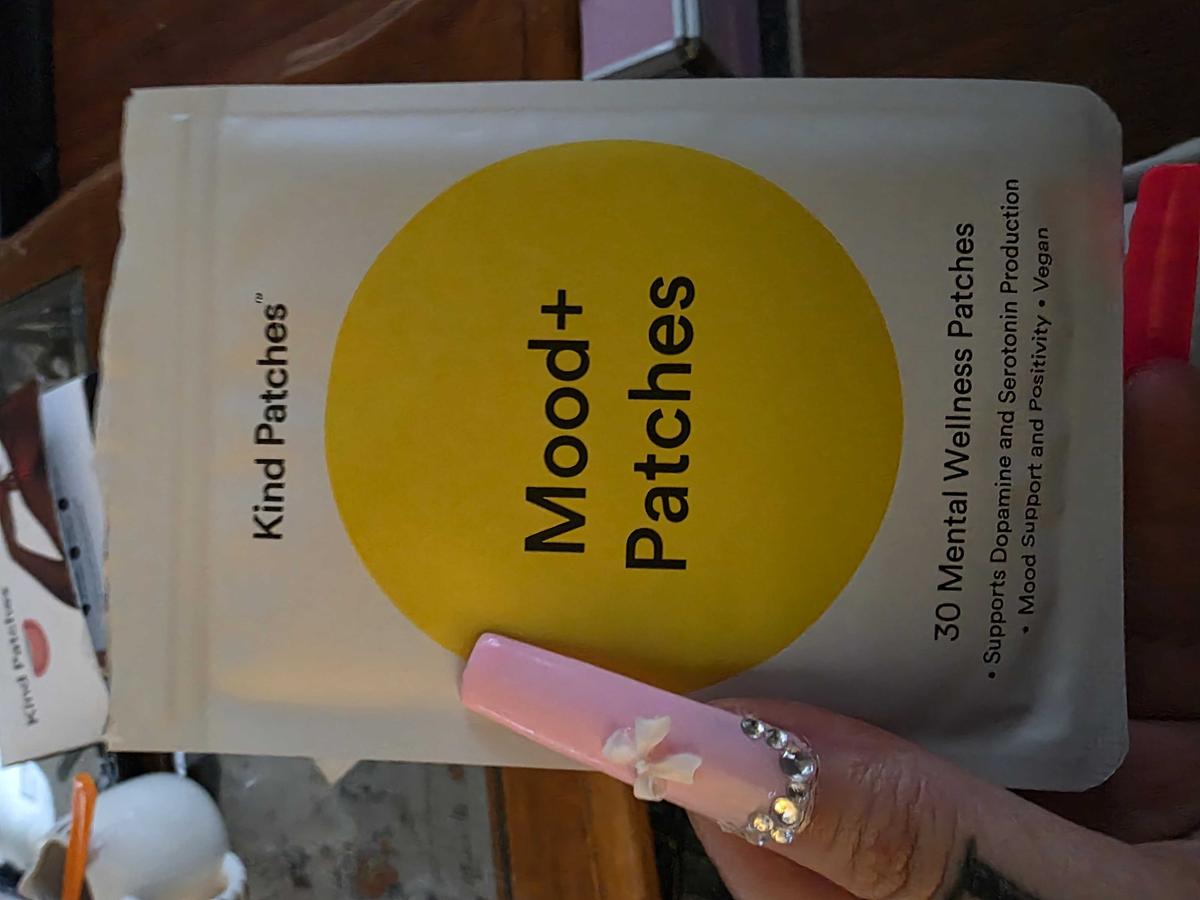 Kind Patches™
Mood+
Patches
30 Mental Wellness Patches
• Supports Dopamine and Serotonin Production
• Mood Support and Positivity • Vegan
Kind Patches